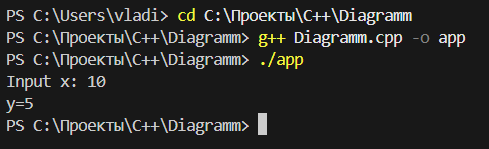 PS C:\Users\vladi> cd C:\Проекты\C++\Diagramm
PS C:\Проекты\C++\Diagramm> g++ Diagramm.cpp -o app
PS C:\Проекты\C++\Diagramm> ./app
Input x: 10
y=5
PS C:\Проекты\C++\Diagramm>